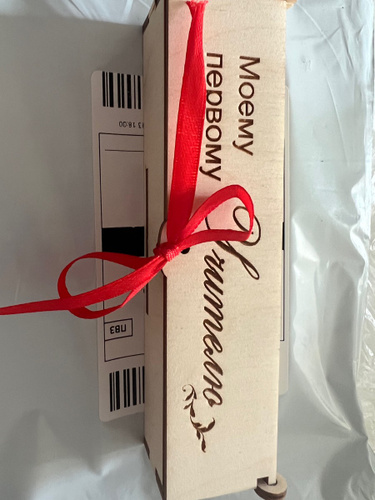 Моему
первому
Учителю
ПВЗ